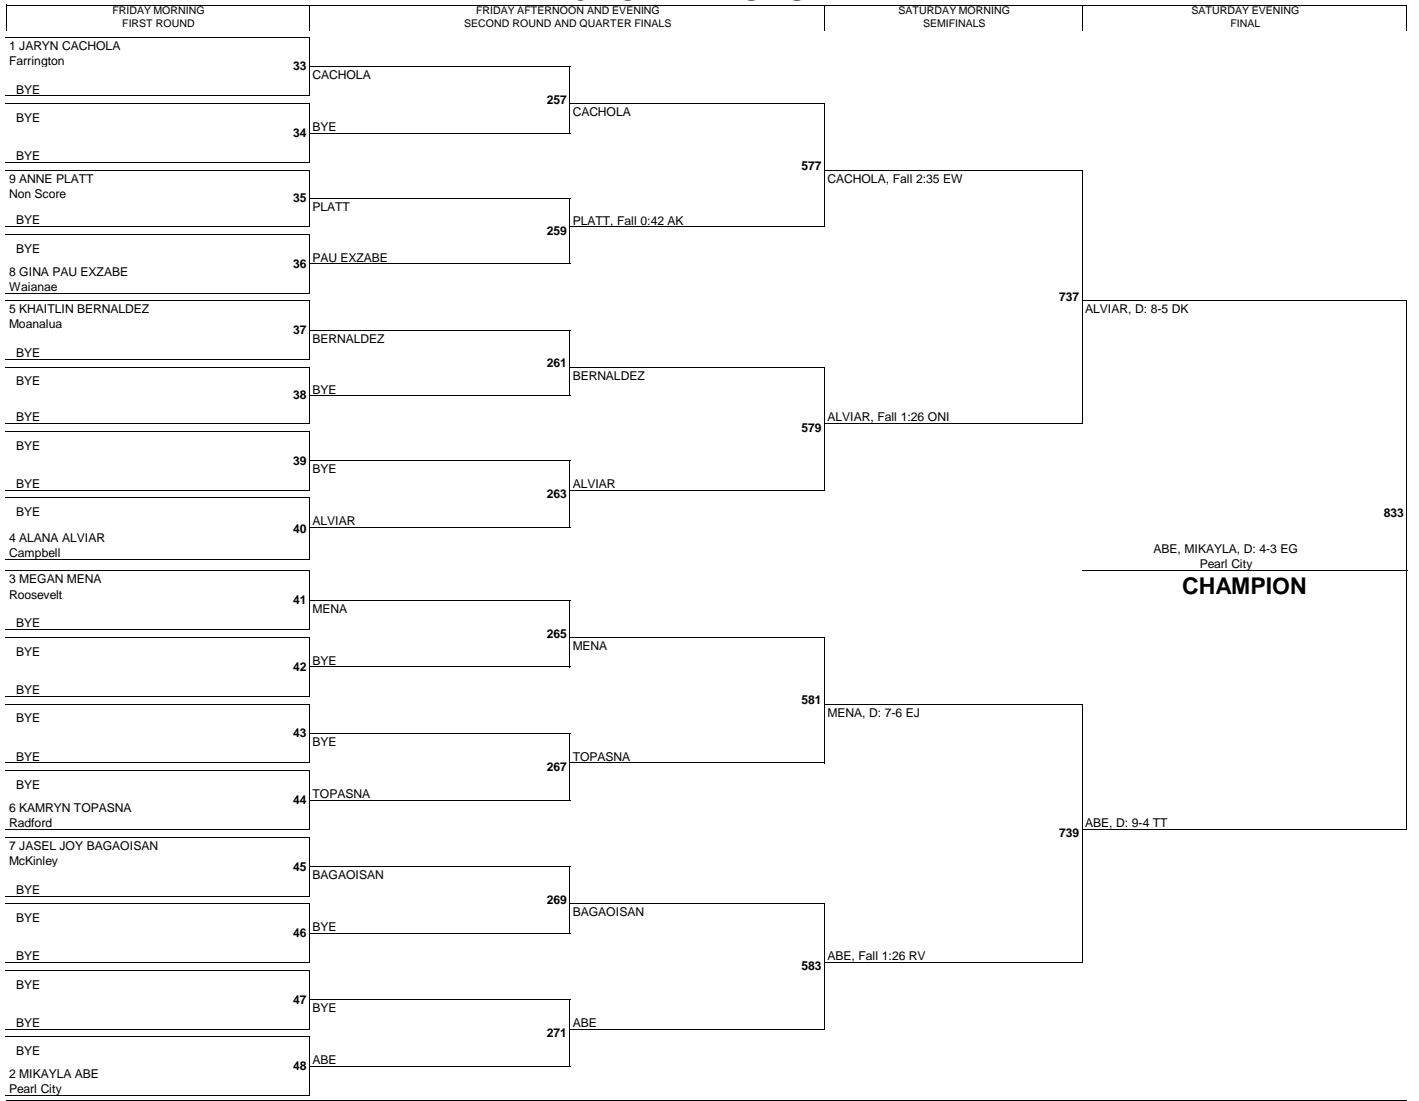 FRIDAY MORNING
FIRST ROUND
FRIDAY AFTERNOON AND EVENING
SECOND ROUND AND QUARTER FINALS
SATURDAY MORNING
SEMIFINALS
SATURDAY EVENING
FINAL
1 JARYN CACHOLA
Farrington
BYE
33
BYE
BYE
34
9 ANNE PLATT
Non Score
BYE
35
BYE
8 GINA PAU EXZABE
Waianae
36
5 KHAITLIN BERNALDEZ
Moanalua
BYE
37
BYE
BYE
38
BYE
BYE
39
BYE
4 ALANA ALVIAR
Campbell
40
3 MEGAN MENA
Roosevelt
BYE
41
BYE
BYE
42
BYE
BYE
43
BYE
6 KAMRYN TOPASNA
Radford
44
7 JASEL JOY BAGAOISAN
McKinley
BYE
45
BYE
BYE
46
BYE
BYE
47
BYE
2 MIKAYLA ABE
Pearl City
48
CACHOLA
257
BYE
PLATT
259
PAU EXZABE
BERNALDEZ
261
BYE
BYE
263
ALVIAR
MENA
265
BYE
BYE
267
TOPASNA
BAGAOISAN
269
BYE
BYE
271
ABE
CACHOLA
577
PLATT, Fall 0:42 AK
BERNALDEZ
579
ALVIAR
MENA
581
TOPASNA
BAGAOISAN
583
ABE
CACHOLA, Fall 2:35 EW
737
ALVIAR, Fall 1:26 ONI
MENA, D: 7-6 EJ
739
ABE, Fall 1:26 RV
ALVIAR, D: 8-5 DK
833
ABE, MIKAYLA, D: 4-3 EG
Pearl City
CHAMPION
ABE, D: 9-4 TT